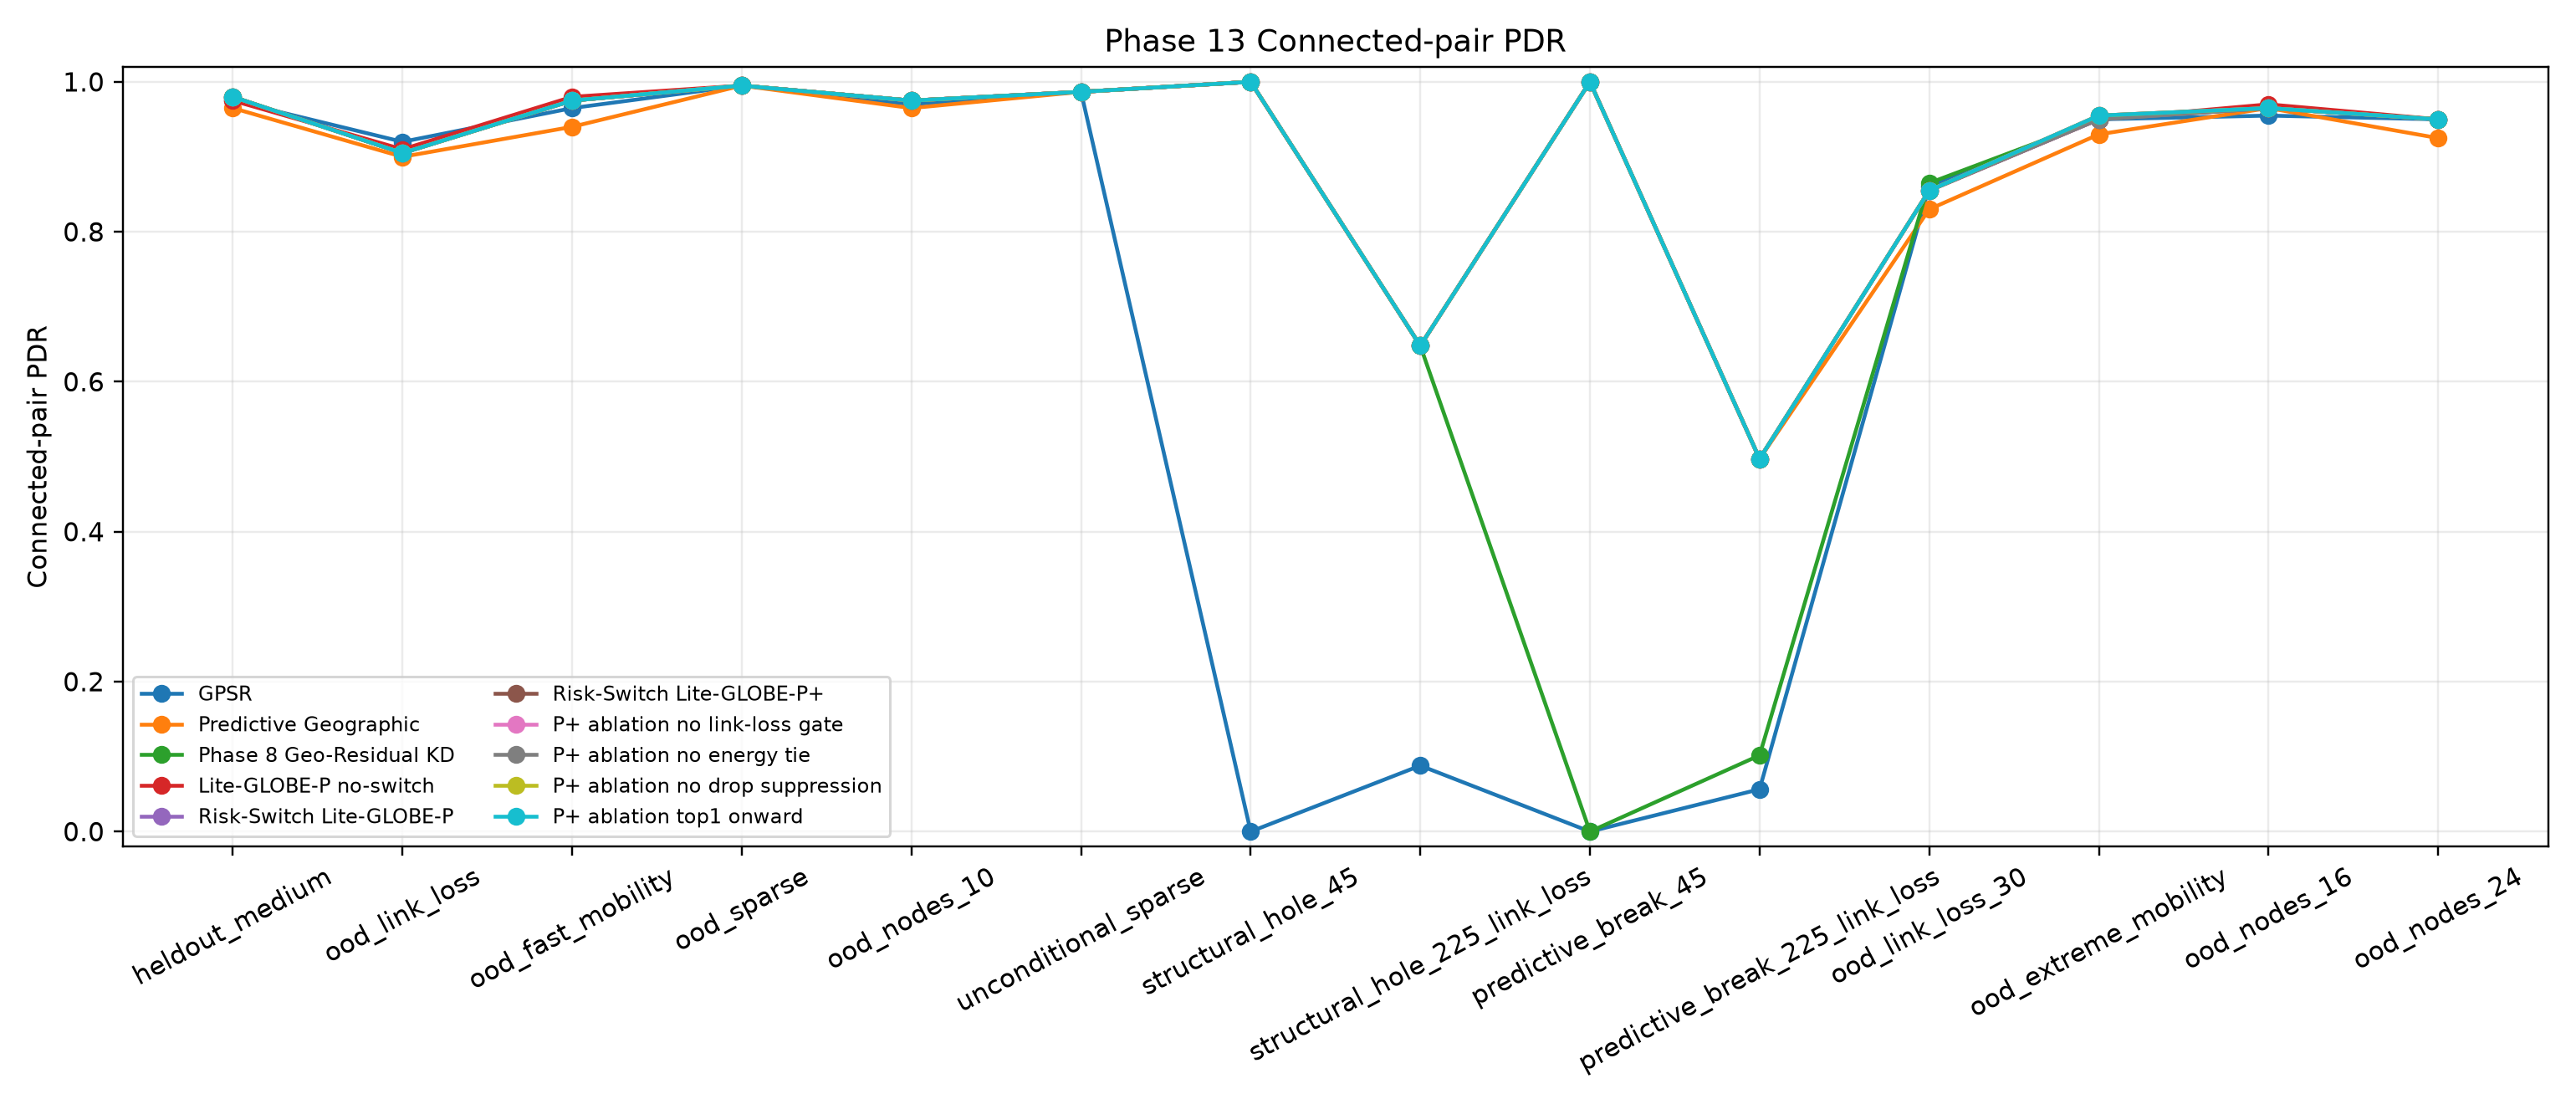 Phase 13 Connected-pair PDR
Connected-pair PDR
1.0
0.8
0.6
0.4
0.2
0.0
GPSR
Predictive Geographic
Phase 8 Geo-Residual KD
Lite-GLOBE-P no-switch
Risk-Switch Lite-GLOBE-P
Risk-Switch Lite-GLOBE-P+
P+ ablation no link-loss gate
P+ ablation no energy tie
P+ ablation no drop suppression
P+ ablation top1 onward
heldout_medium
ood_link_loss
ood_fast_mobility
ood_sparse
ood_nodes_10
unconditional_sparse
structural_hole_45
structural_hole_225_link_loss
predictive_break_45
predictive_break_225_link_loss
ood_link_loss_30
ood_extreme_mobility
ood_nodes_16
ood_nodes_24